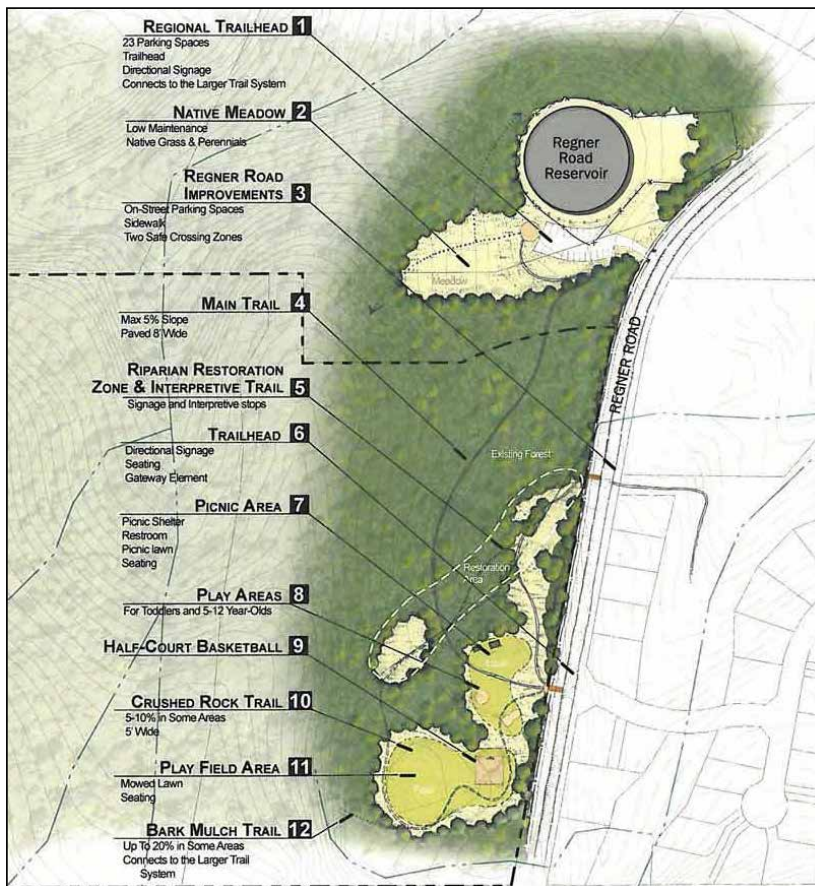 REGIONAL TRAILHEAD 1
23 Parking Spaces
Trailhead
Directional Signage
Connects to the Larger Trail System
NATIVE MEADOW 2
Low Maintenance
Native Grass & Perennials
REGNER ROAD
IMPROVEMENTS 3
On-Street Parking Spaces
Sidewalk
Two Safe Crossing Zones
MAIN TRAIL 4
Max 5% Slope
Paved 8' Wide
RIPARIAN RESTORATION
ZONE & INTERPRETIVE TRAIL 5
Signage and Interpretive stops
TRAILHEAD 6
Directional Signage
Seating
Gateway Element
PICNIC AREA 7
Picnic Shelter
Restroom
Picnic lawn
Seating
PLAY AREAS 8
For Toddlers and 5-12 Year-Olds
HALF-COURT BASKETBALL 9
CRUSHED ROCK TRAIL 10
5-10% in Some Areas
5' Wide
PLAY FIELD AREA 11
Mowed Lawn
Seating
BARK MULCH TRAIL 12
Up To 20% in Some Areas
Connects to the Larger Trail
System
Regner
Road
Reservoir
Meadow
REGNER ROAD
Existing Forest
Restoration
Area